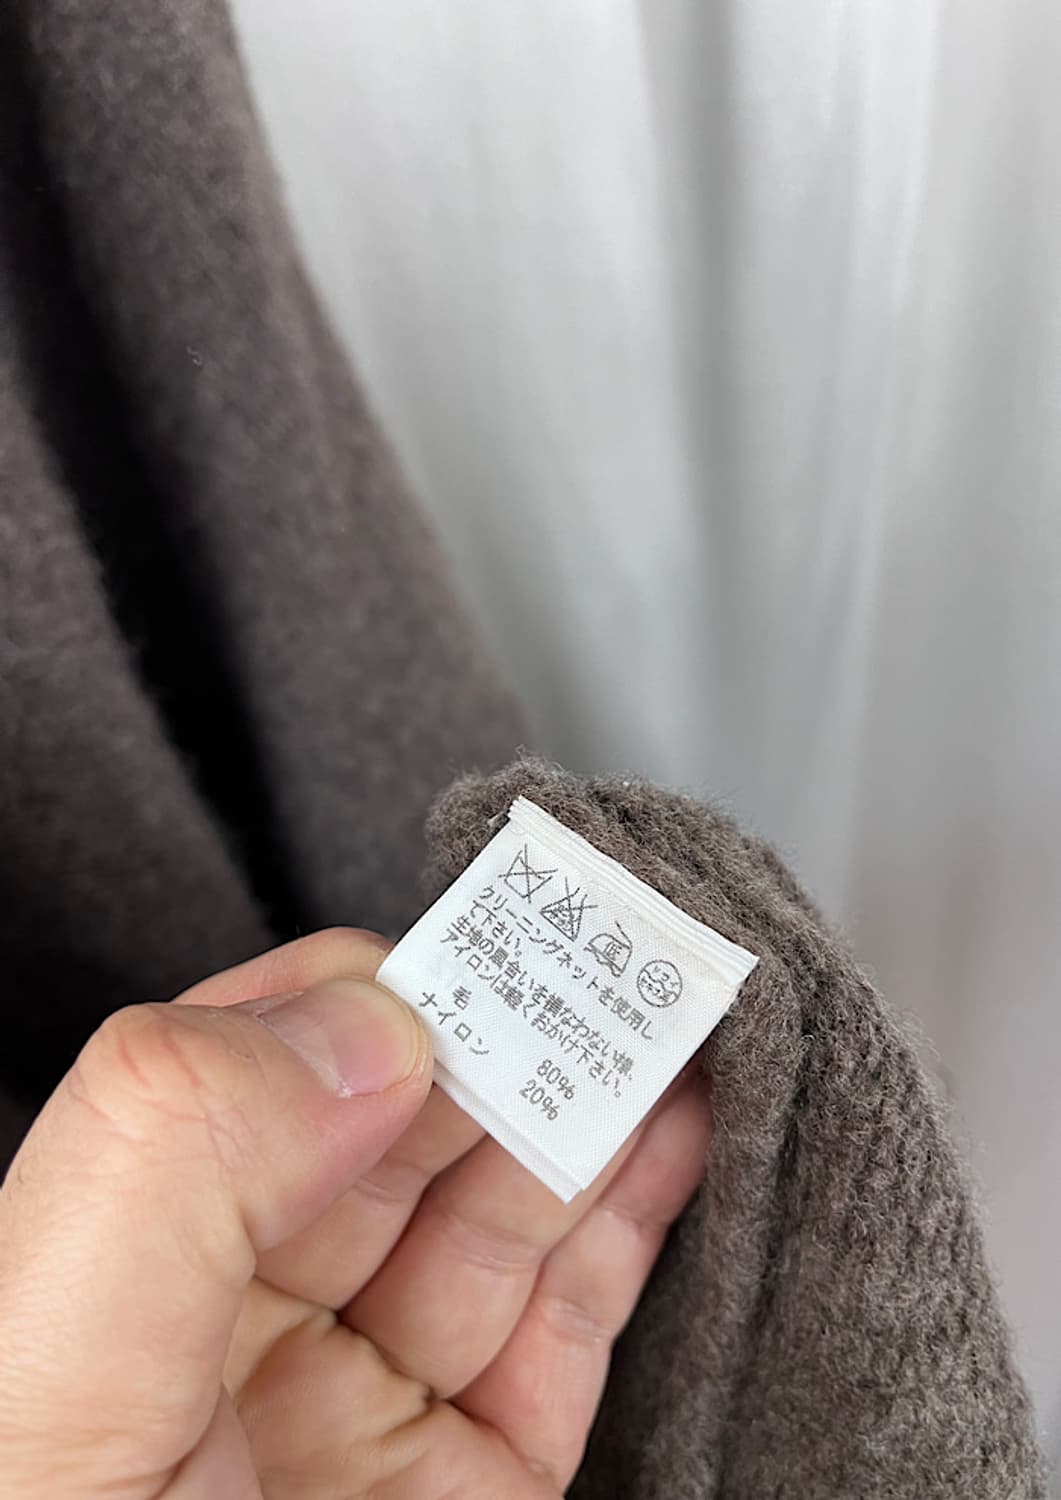 クリーニングネットを使用し
て下さい。
生地の風合いを損なわない様、
アイロンは軽くおかけ下さい。
毛 80%
ナイロン 20%